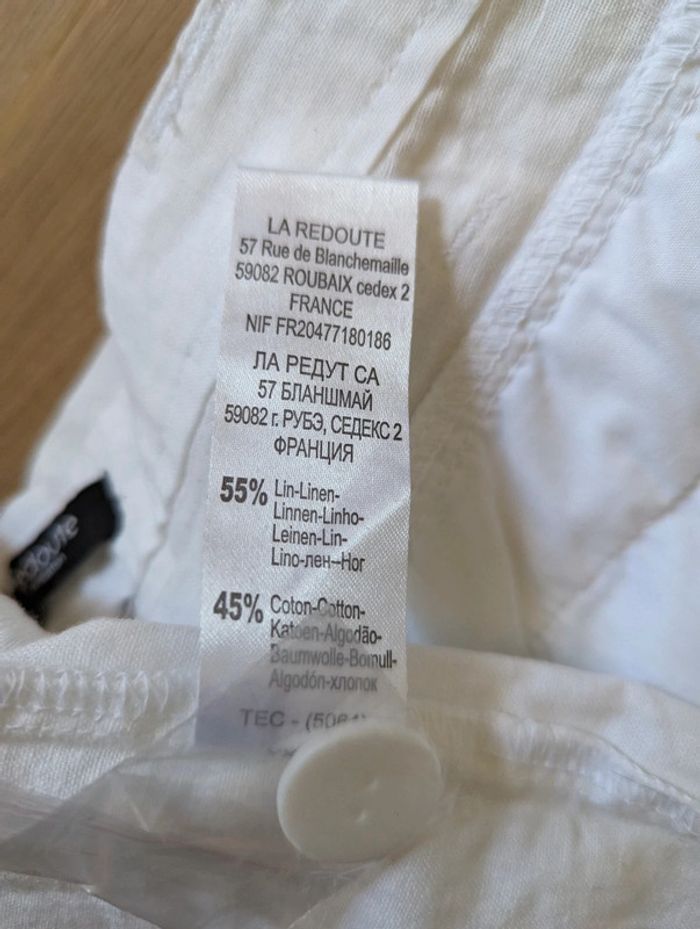 LA REDOUTE
57 Rue de Blanchemaille
59082 ROUBAIX cedex 2
FRANCE
NIF FR20477180186
ЛА РЕДУТ СА
57 БЛАНШМАЙ
59082 г. РУБЭ, СЕДЕКС 2
ФРАНЦИЯ
55% Lin-Linen-
Linnen-Linho-
Leinen-Lin-
Lino-лен--Hor
45% Coton-Cotton-
Katoen-Algodão-
Baumwolle-Bomull-
Algodón-хлопок
TEC -